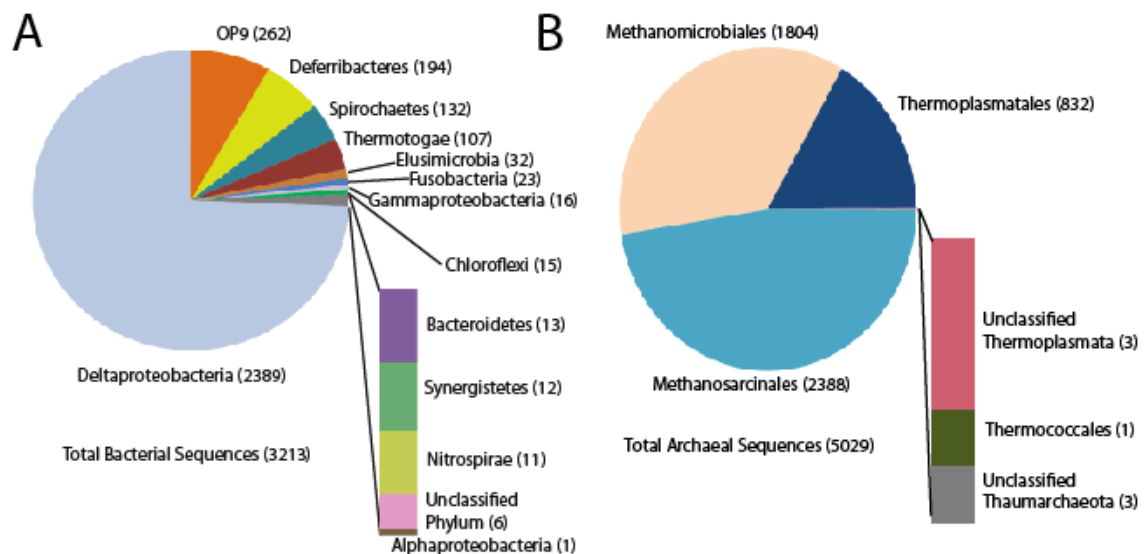 A
OP9 (262)
Deferribacteres (194)
Spirochaetes (132)
Thermotogae (107)
Elusimicrobia (32)
Fusobacteria (23)
Gammaproteobacteria (16)
Chloroflexi (15)
Bacteroidetes (13)
Synergistetes (12)
Nitrospirae (11)
Unclassified
Phylum (6)
Alphaproteobacteria (1)
Deltaproteobacteria (2389)
Total Bacterial Sequences (3213)
B
Methanomicrobiales (1804)
Thermoplasmatales (832)
Unclassified
Thermoplasmata (3)
Thermococcales (1)
Unclassified
Thaumarchaeota (3)
Methanosarcinales (2388)
Total Archaeal Sequences (5029)